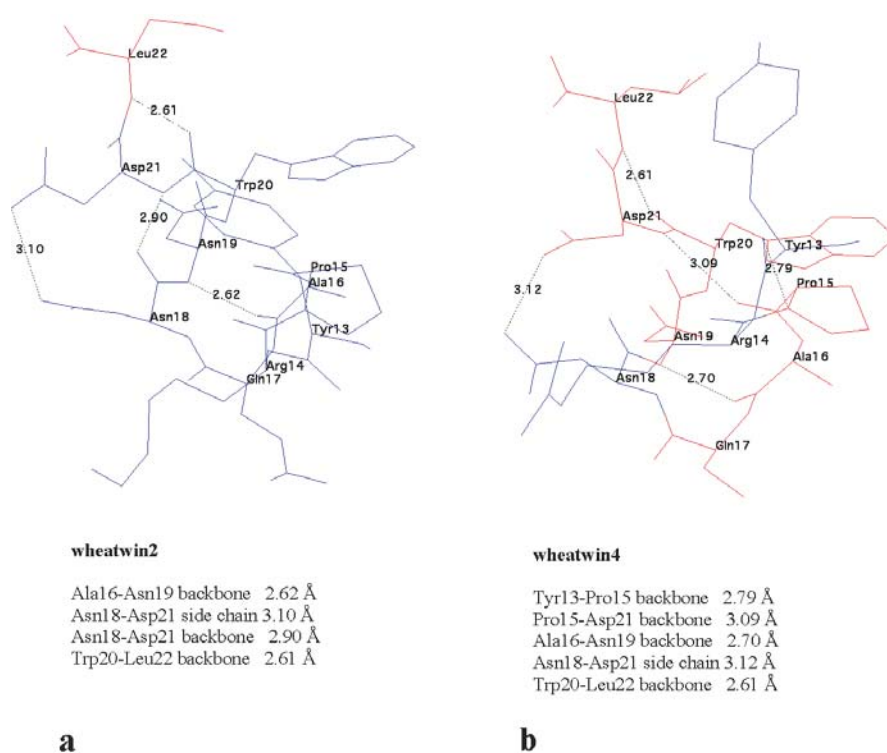 Leu22
2.61
Asp21
Trp20
2.90
Asn19
3.10
Pro15
Ala16
2.62
Asn18
Tyr13
Arg14
Gln17
wheatwin2
Ala16-Asn19 backbone 2.62 Å
Asn18-Asp21 side chain 3.10 Å
Asn18-Asp21 backbone 2.90 Å
Trp20-Leu22 backbone 2.61 Å
a
Leu22
2.61
Asp21
Trp20
Tyr13
3.09
2.79
Pro15
3.12
Asn19
Arg14
Ala16
Asn18
2.70
Gln17
wheatwin4
Tyr13-Pro15 backbone 2.79 Å
Pro15-Asp21 backbone 3.09 Å
Ala16-Asn19 backbone 2.70 Å
Asn18-Asp21 side chain 3.12 Å
Trp20-Leu22 backbone 2.61 Å
b